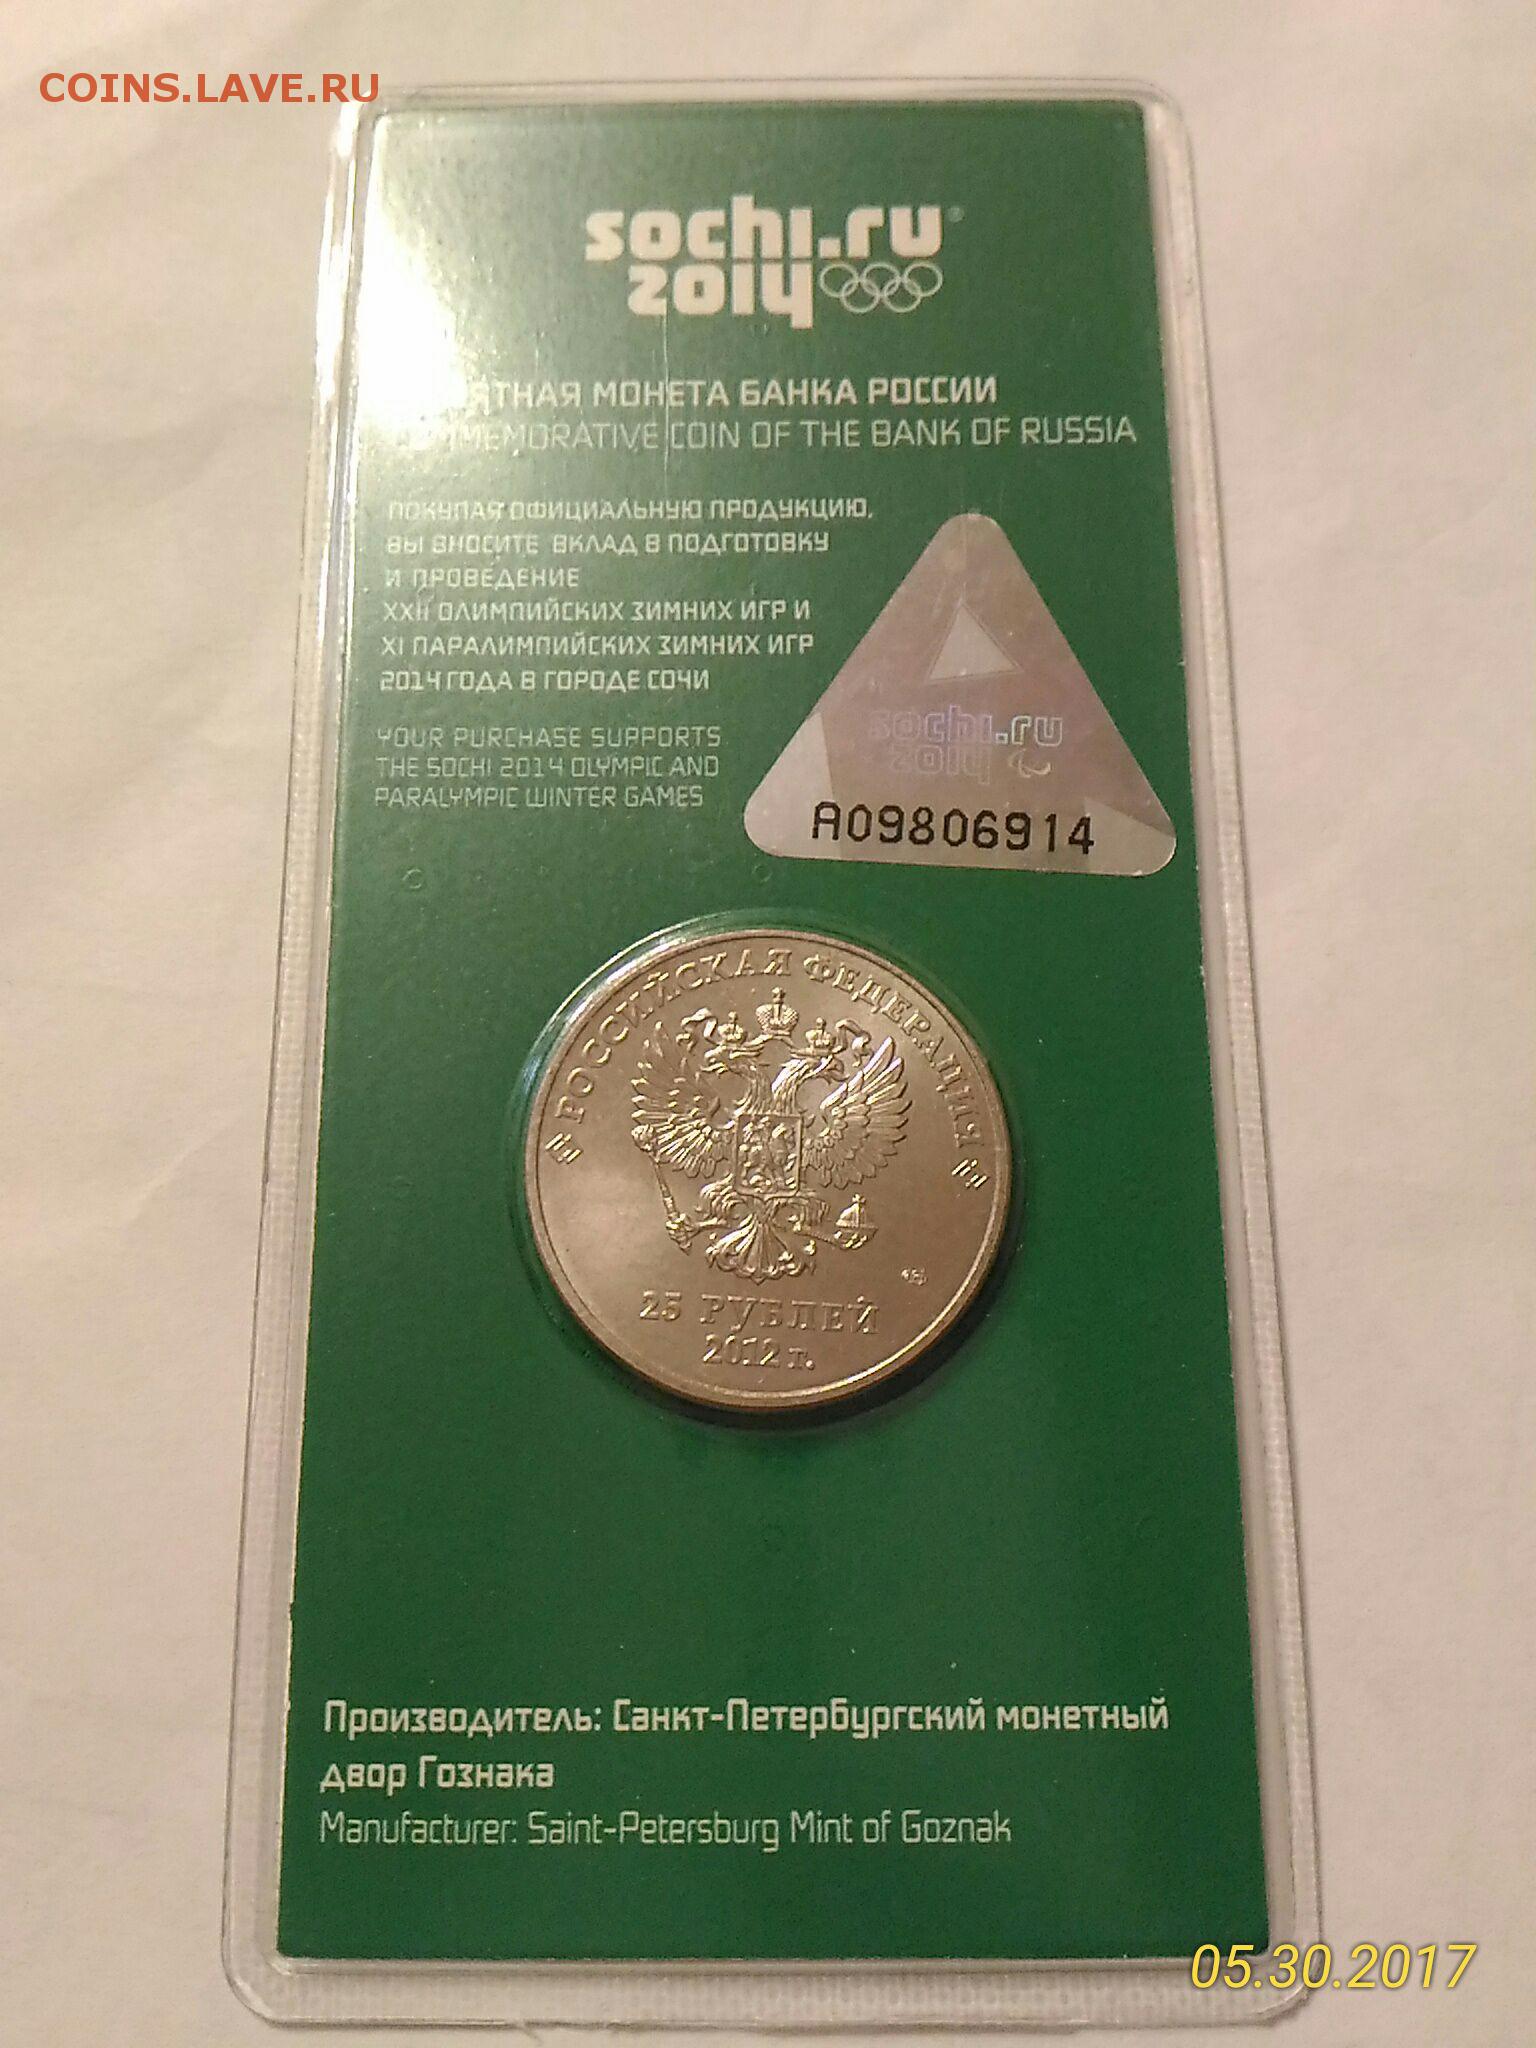 COINS.LAVE.RU
sochi.ru
2014
МОНЕТА БАНКА РОССИИ
COIN OF THE BANK OF RUSSIA
ПОКУПАЯ ОФИЦИАЛЬНУЮ ПРОДУКЦИЮ,
ВЫ ВНОСИТЕ ВКЛАД В ПОДГОТОВКУ
И ПРОВЕДЕНИЕ
XXII ОЛИМПИЙСКИХ ЗИМНИХ ИГР И
XI ПАРАЛИМПИЙСКИХ ЗИМНИХ ИГР
2014 ГОДА В ГОРОДЕ СОЧИ
YOUR PURCHASE SUPPORTS
THE SOCHI 2014 OLYMPIC AND
PARALYMPIC WINTER GAMES
sochi.ru
2014
A09806914
РОССИЙСКАЯ ФЕДЕРАЦИЯ
25 РУБЛЕЙ
2012 г.
Производитель: Санкт-Петербургский монетный
двор Гознака
Manufacturer: Saint-Petersburg Mint of Goznak
05.30.2017